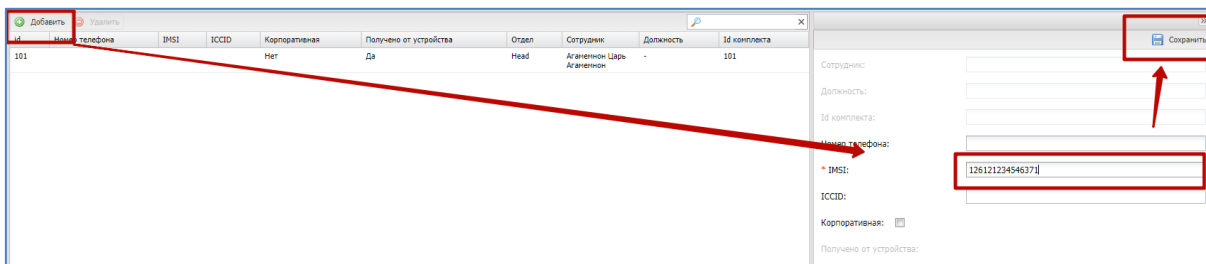 Добавить Удалить
id Номер телефона IMSI ICCID Корпоративная Получено от устройства Отдел Сотрудник Должность Id комплекта
101 Нет Да Head Агамемнон Царь - 101
Агамемнон
Сохранить
Сотрудник:
Должность:
Id комплекта:
Номер телефона:
* IMSI: 126121234546371
ICCID:
Корпоративная:
Получено от устройства: